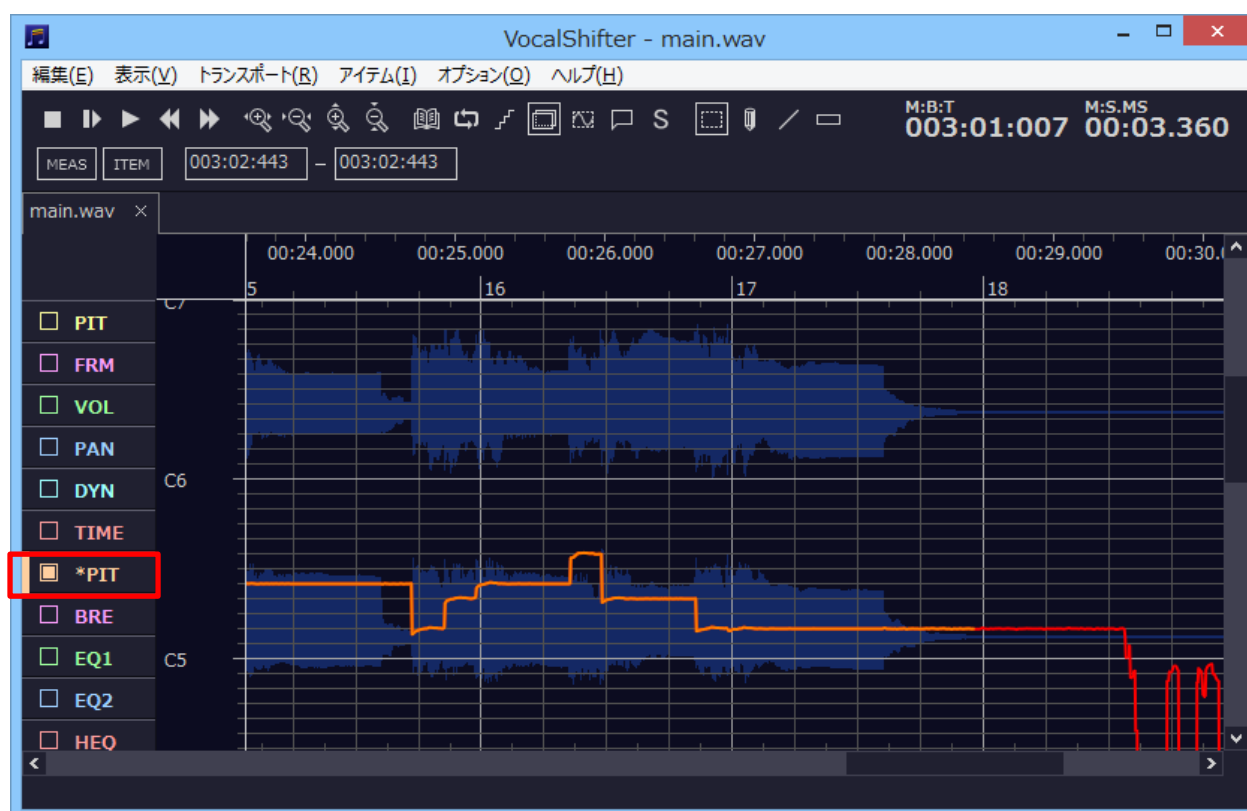 VocalShifter - main.wav
編集(E) 表示(V) トランスポート(R) アイテム(I) オプション(O) ヘルプ(H)
S
M:B:T M:S.MS
003:01:007 00:03.360
MEAS ITEM 003:02:443 – 003:02:443
main.wav ×
00:24.000 00:25.000 00:26.000 00:27.000 00:28.000 00:29.000 00:30.0
5 16 17 18
C7
PIT
FRM
VOL
PAN
C6
DYN
TIME
*PIT
BRE
EQ1
C5
EQ2
HEQ